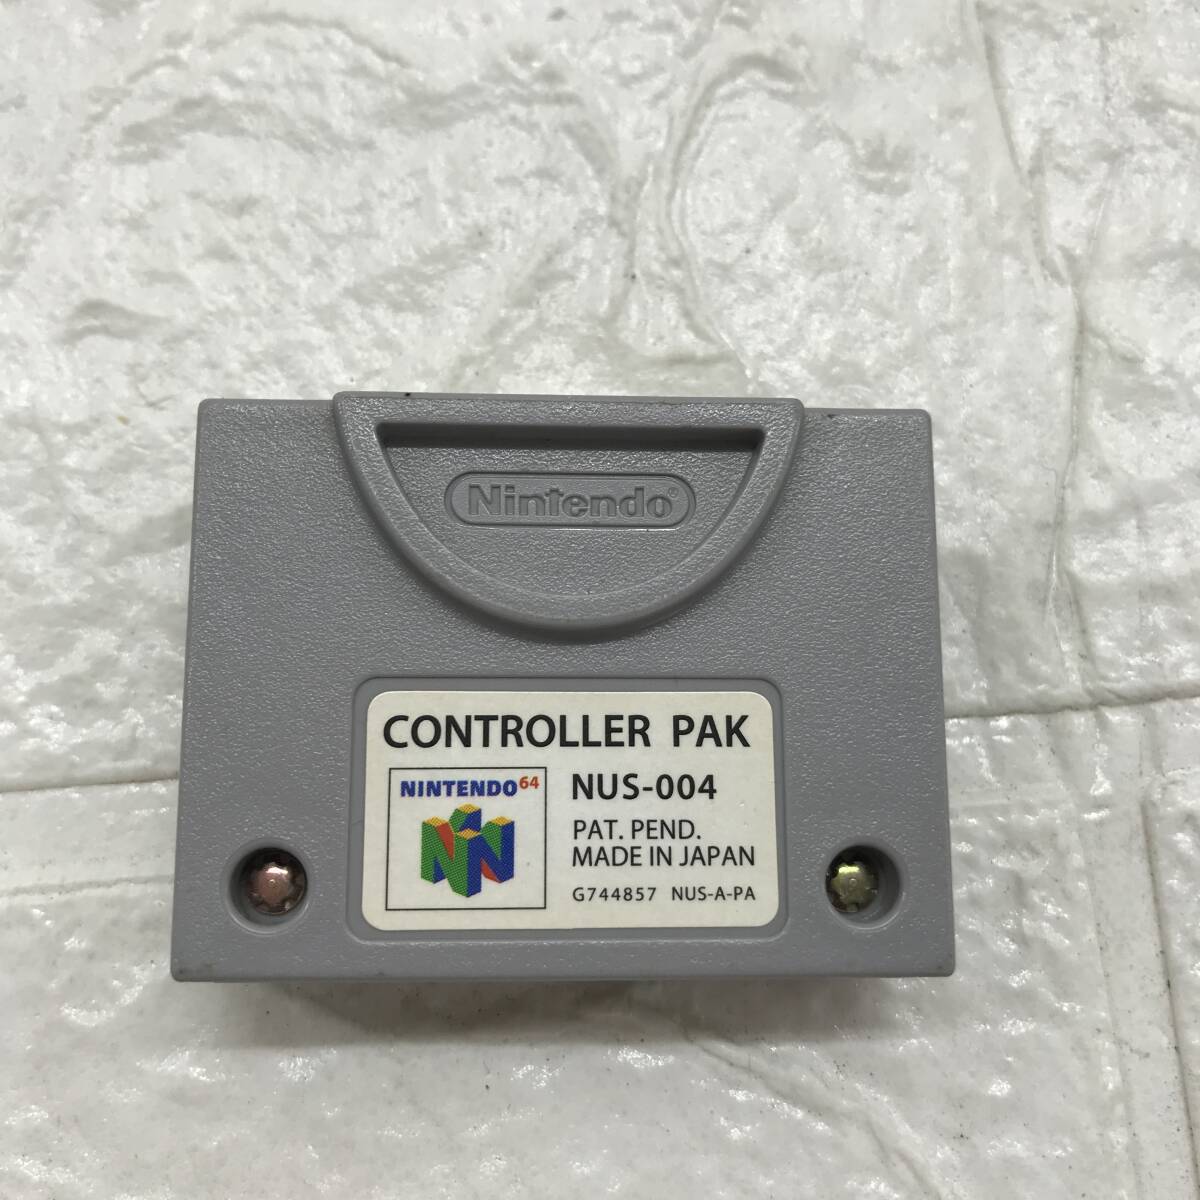 Nintendo®
CONTROLLER PAK
NINTENDO64
NUS-004
PAT. PEND.
MADE IN JAPAN
G744857 NUS-A-PA